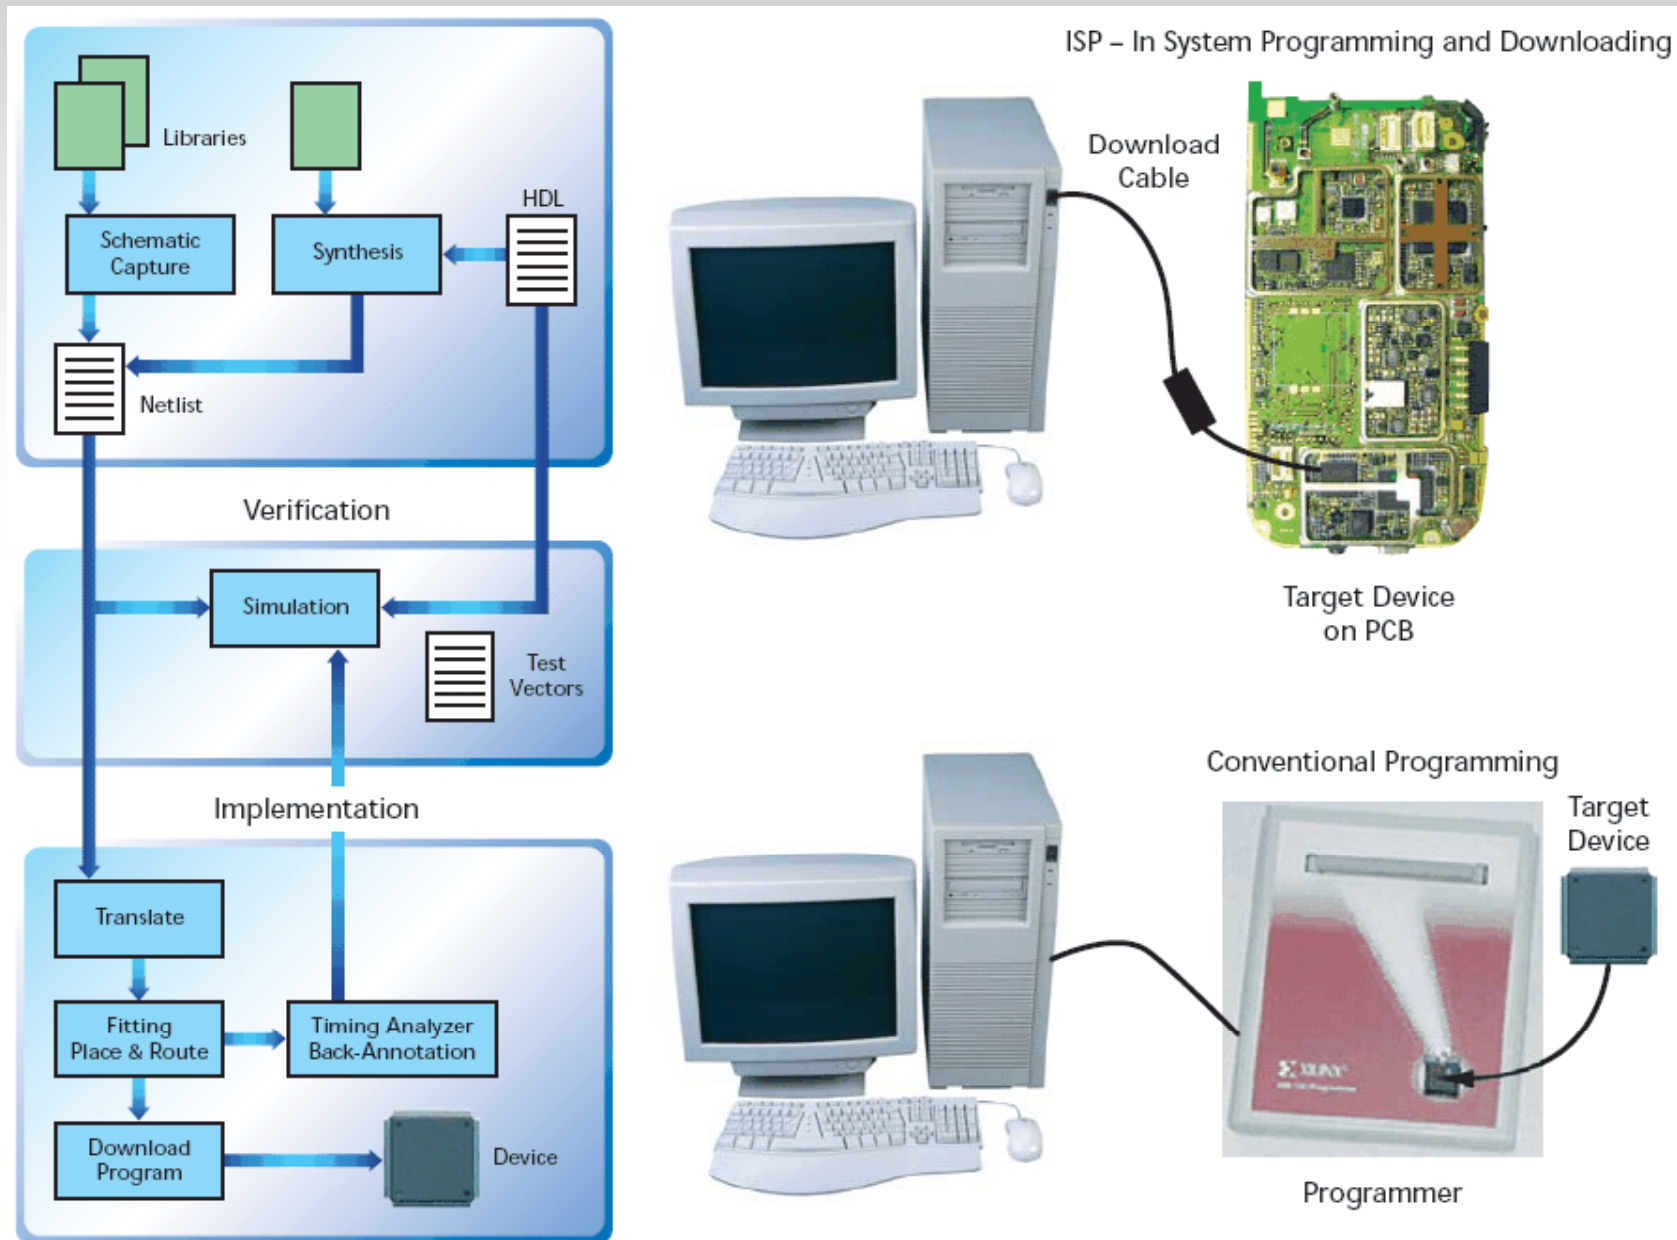 Libraries
HDL
Schematic
Capture
Synthesis
Netlist
Verification
Simulation
Test
Vectors
Implementation
Translate
Fitting
Place & Route
Timing Analyzer
Back-Annotation
Download
Program
Device
ISP – In System Programming and Downloading
Download
Cable
Target Device
on PCB
Conventional Programming
Target
Device
XILINX
Programmer